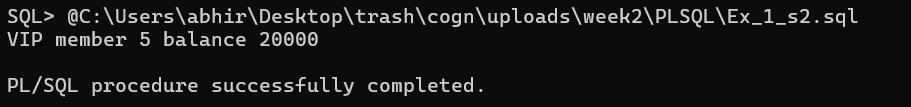 SQL> @C:\Users\abhir\Desktop\trash\cogn\uploads\week2\PLSQL\Ex_1_s2.sql
VIP member 5 balance 20000
PL/SQL procedure successfully completed.